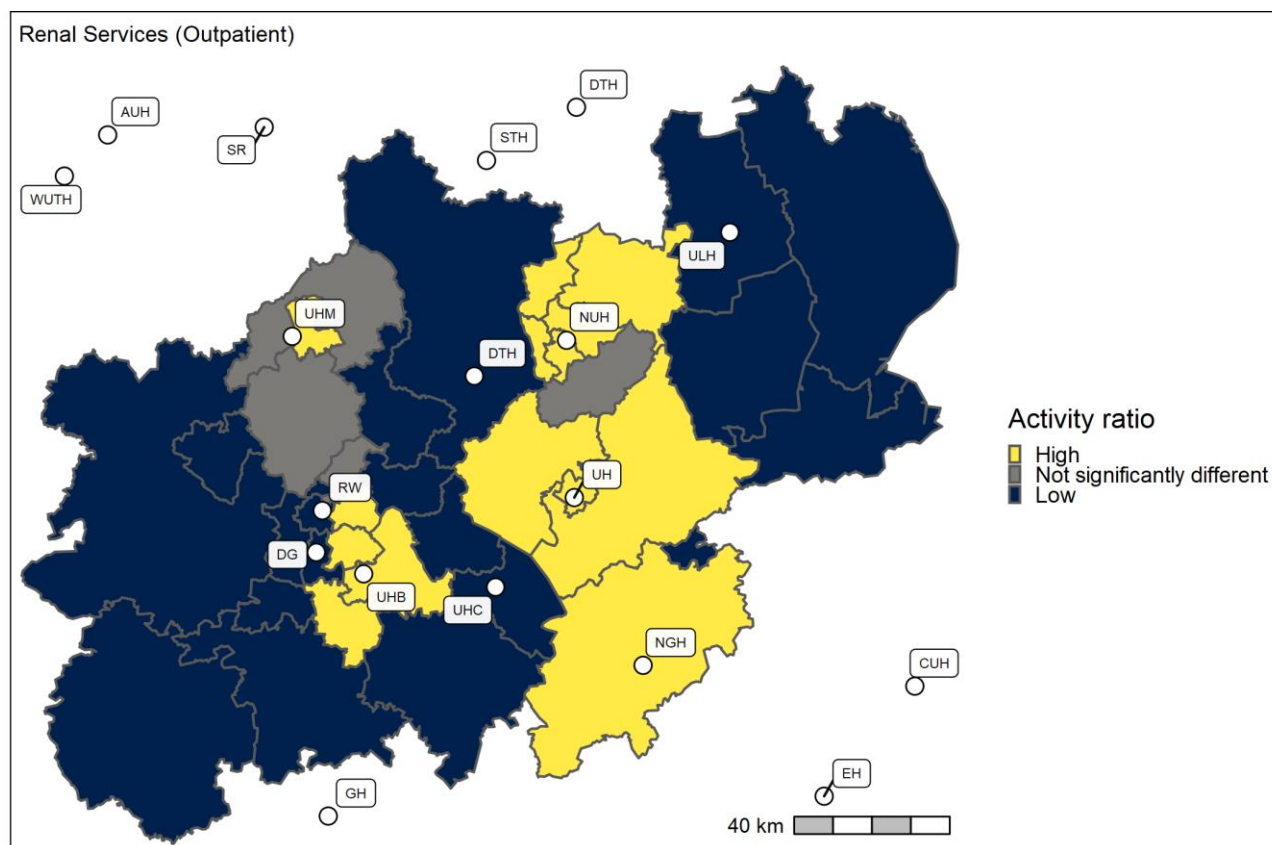 Renal Services (Outpatient)
DTH
AUH
STH
SR
WUTH
ULH
UHM
NUH
DTH
Activity ratio
High
Not significantly different
Low
RW
UH
DG
UHB
UHC
NGH
CUH
EH
GH
40 km